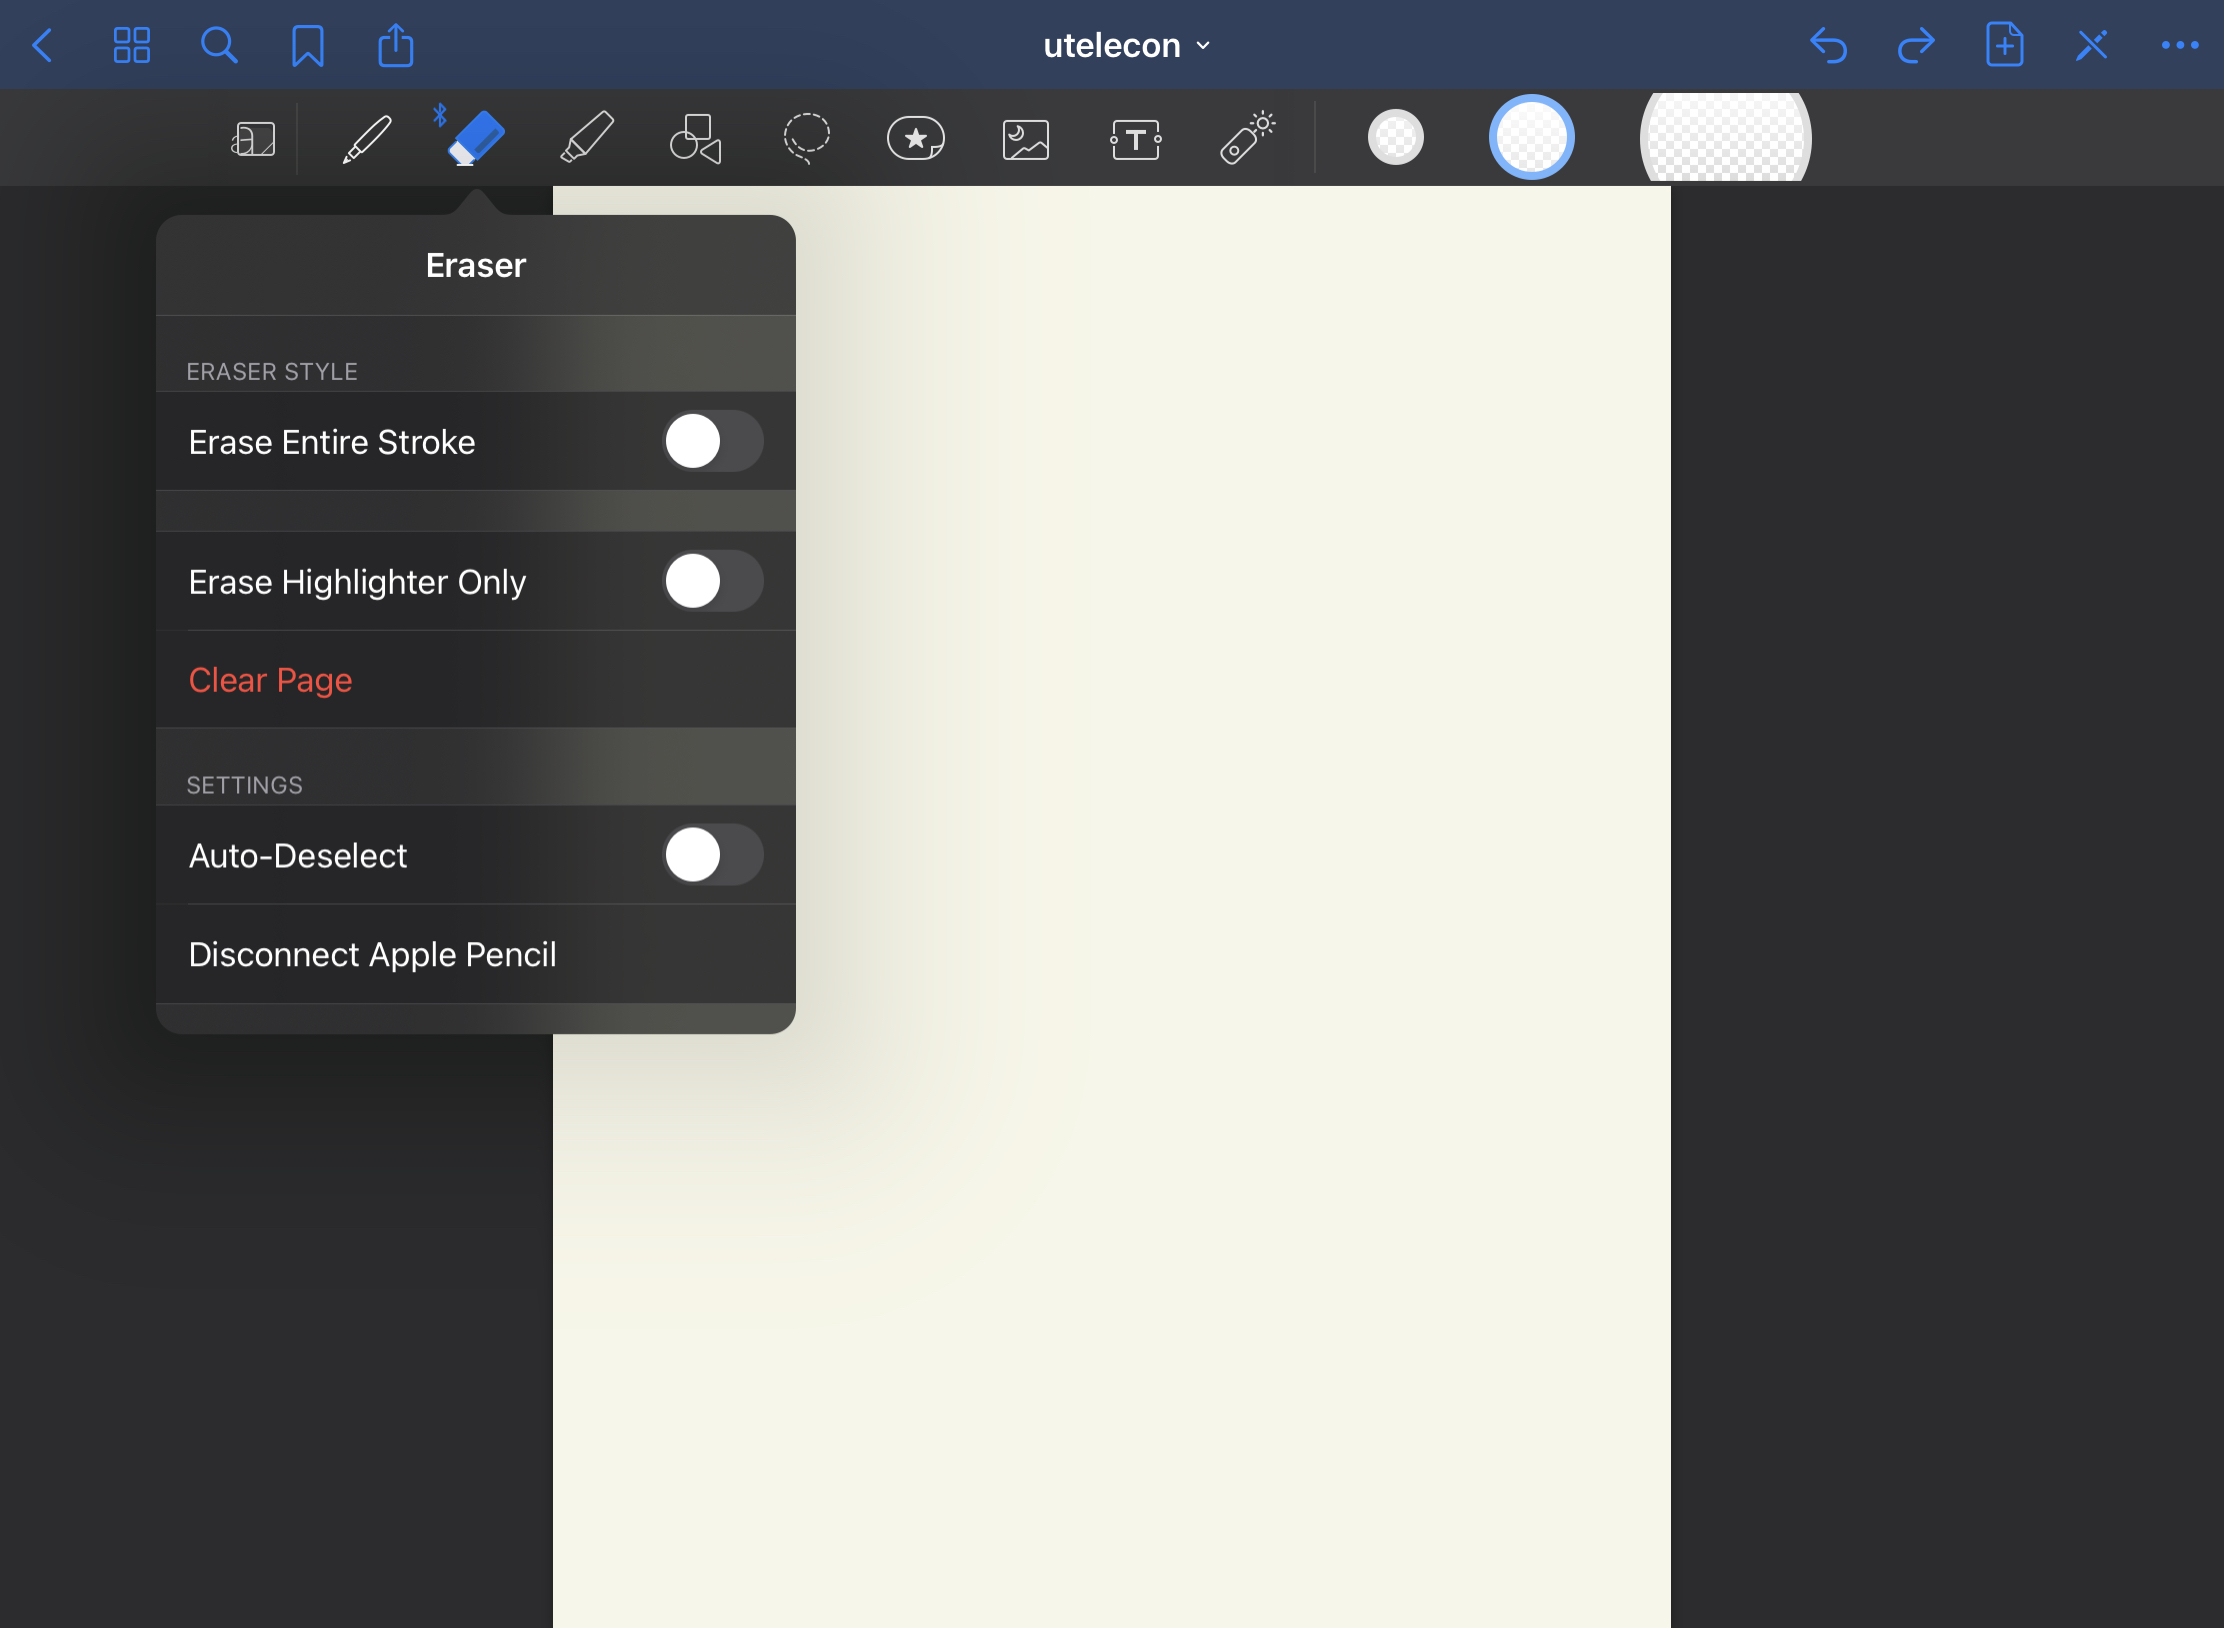 utelecon
Eraser
ERASER STYLE
Erase Entire Stroke
Erase Highlighter Only
Clear Page
SETTINGS
Auto-Deselect
Disconnect Apple Pencil